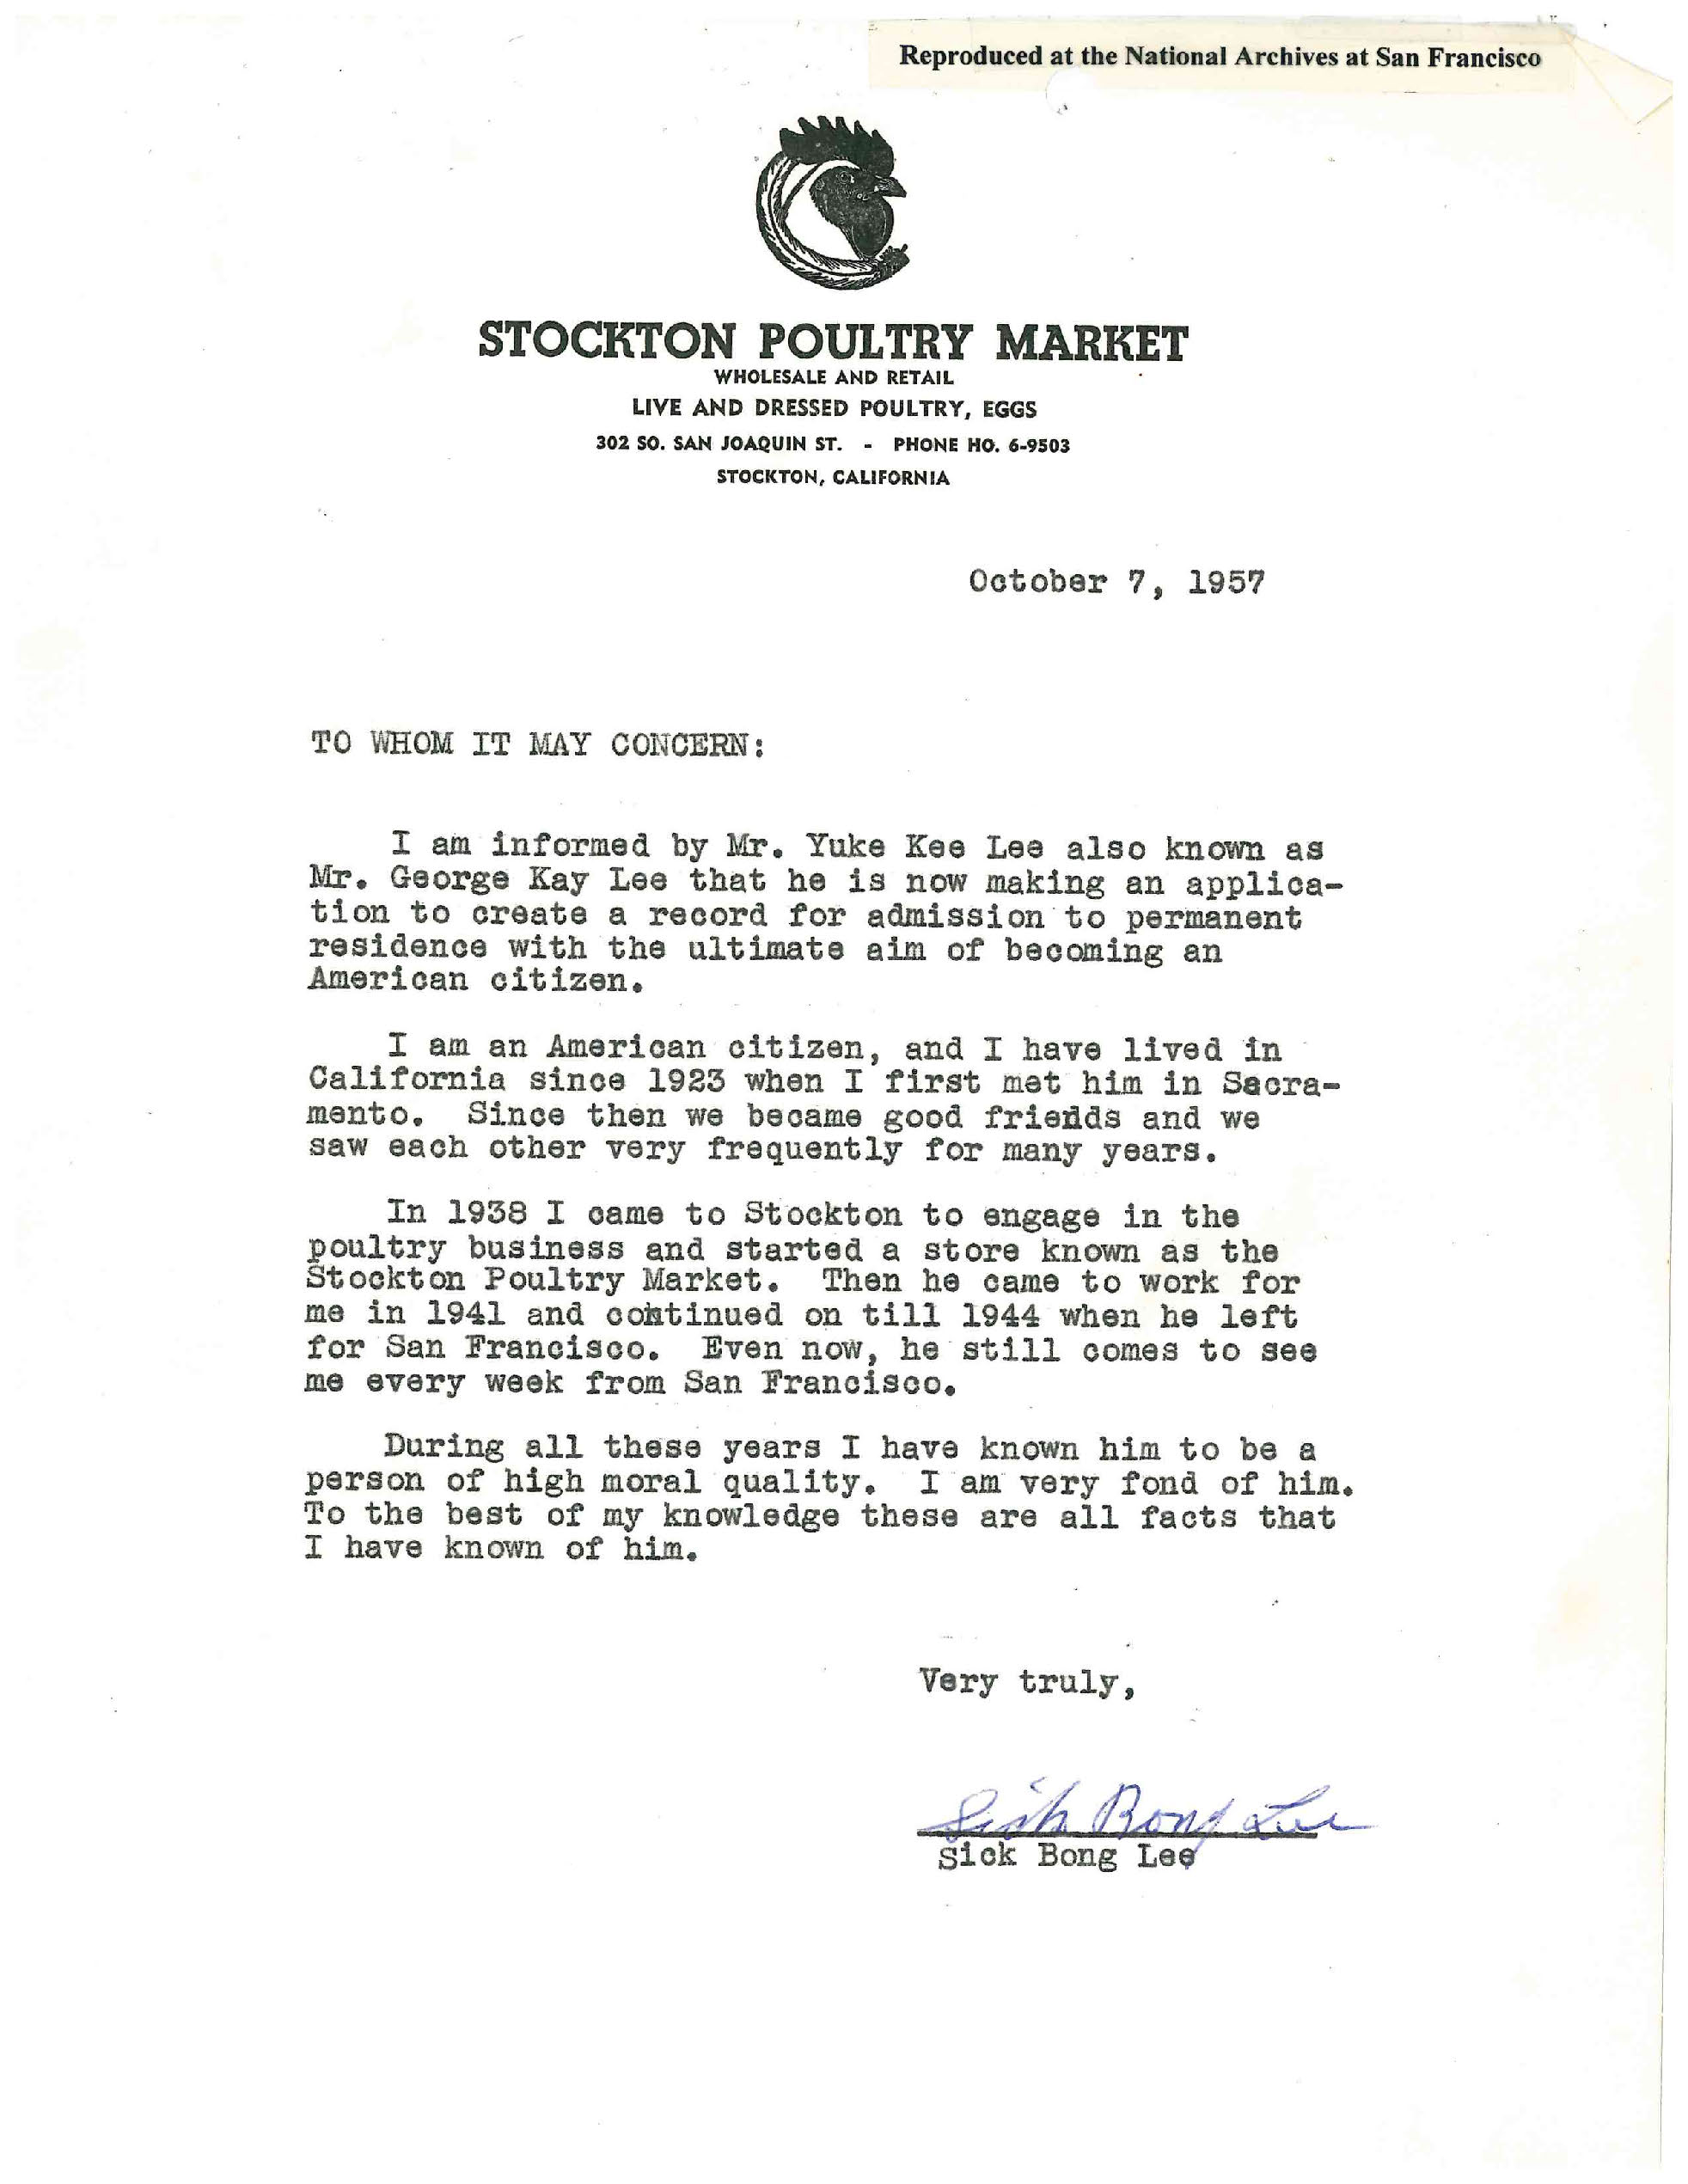 Reproduced at the National Archives at San Francisco
STOCKTON POULTRY MARKET
WHOLESALE AND RETAIL
LIVE AND DRESSED POULTRY, EGGS
302 SO. SAN JOAQUIN ST. - PHONE HO. 6-9503
STOCKTON, CALIFORNIA
October 7, 1957
TO WHOM IT MAY CONCERN:
I am informed by Mr. Yuke Kee Lee also known as
Mr. George Kay Lee that he is now making an applica-
tion to create a record for admission to permanent
residence with the ultimate aim of becoming an
American citizen.
I am an American citizen, and I have lived in
California since 1923 when I first met him in Sacra-
mento. Since then we became good friends and we
saw each other very frequently for many years.
In 1938 I came to Stockton to engage in the
poultry business and started a store known as the
Stockton Poultry Market. Then he came to work for
me in 1941 and continued on till 1944 when he left
for San Francisco. Even now, he still comes to see
me every week from San Francisco.
During all these years I have known him to be a
person of high moral quality. I am very fond of him.
To the best of my knowledge these are all facts that
I have known of him.
Very truly,
Sick Bong Lee
Sick Bong Lee